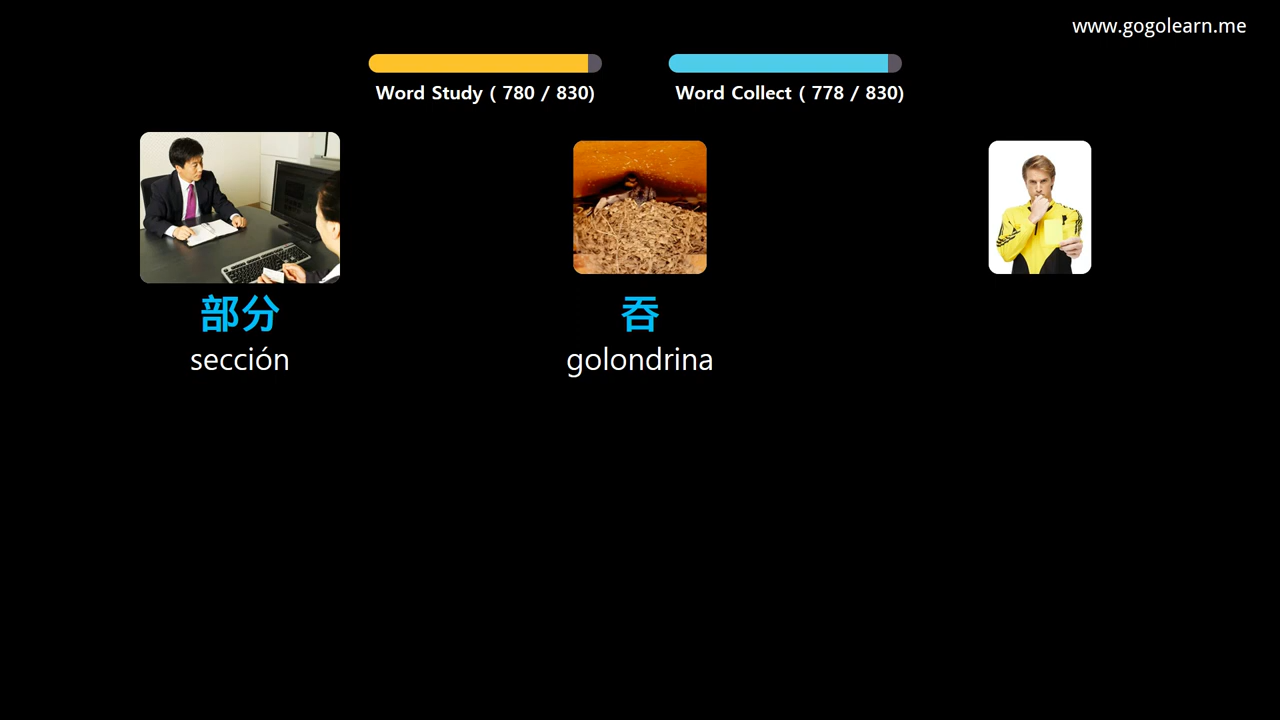 www.gogolearn.me
Word Study ( 780 / 830)
Word Collect ( 778 / 830)
部分
sección
吞
golondrina